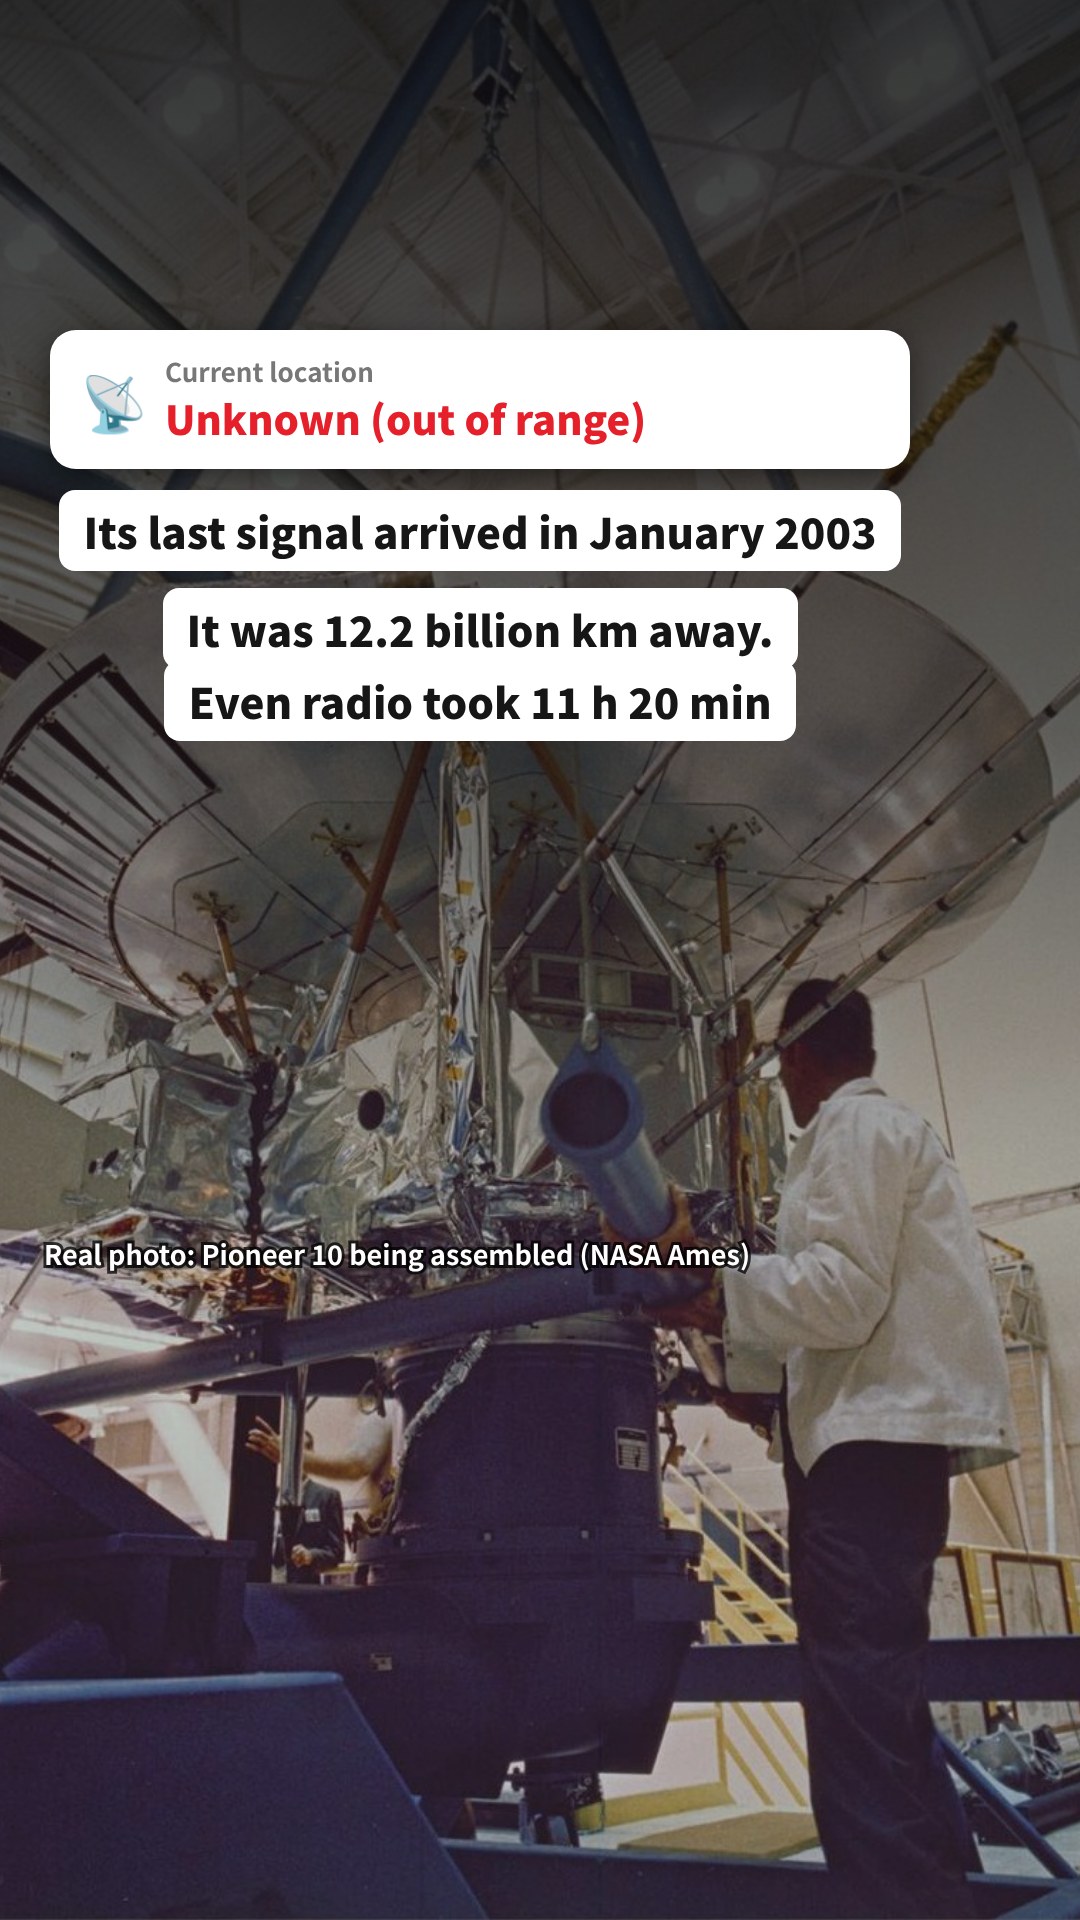 Current location
Unknown (out of range)
Its last signal arrived in January 2003
It was 12.2 billion km away.
Even radio took 11 h 20 min
Real photo: Pioneer 10 being assembled (NASA Ames)